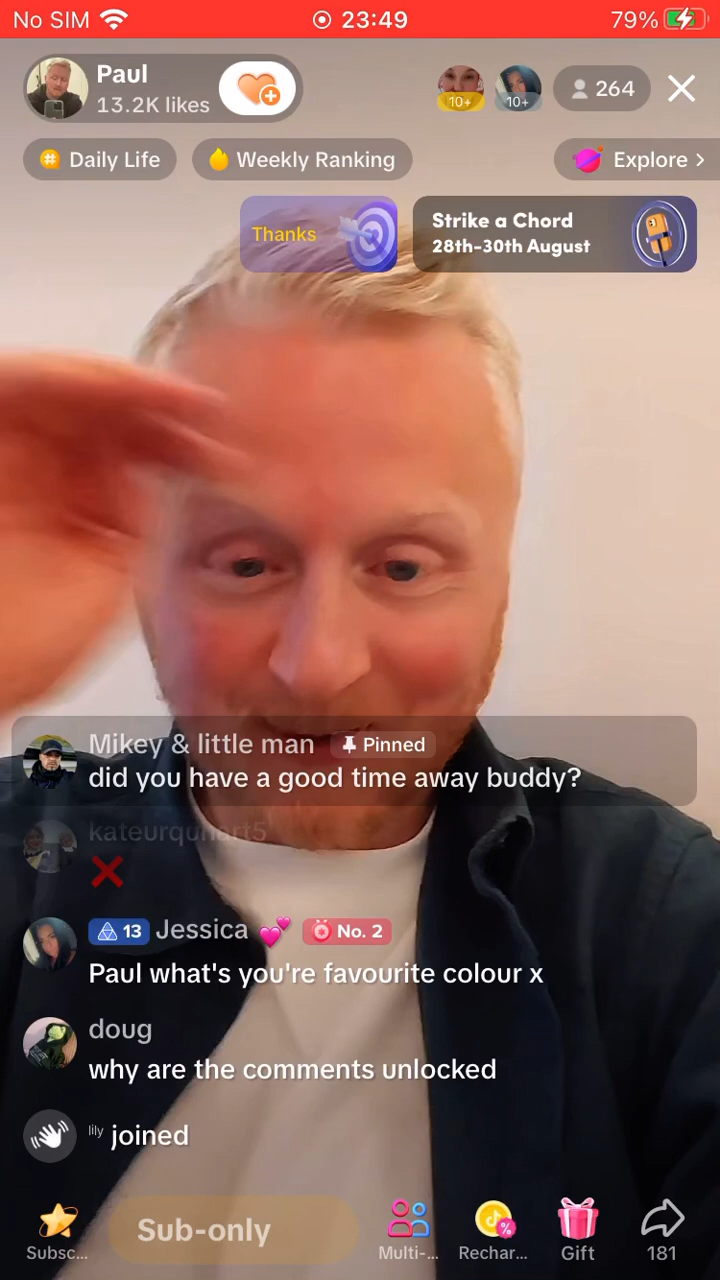 No SIM 23:49 79%
Paul
13.2K likes
10+ 10+ 264
Daily Life Weekly Ranking Explore >
Thanks
Strike a Chord
28th-30th August
Mikey & little man Pinned
did you have a good time away buddy?
kateurquhart5
13 Jessica No. 2
Paul what's you're favourite colour x
doug
why are the comments unlocked
lily joined
Sub-only
Subsc... Multi-... Rechar... Gift 181